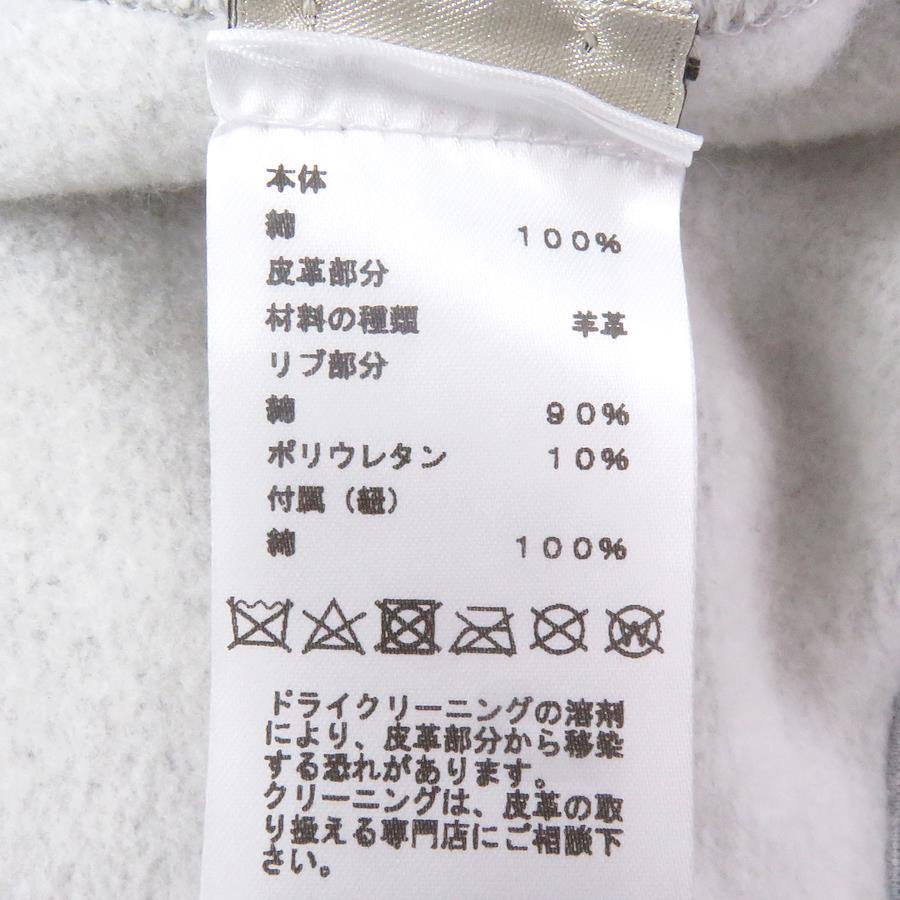 本体
綿 100%
皮革部分
材料の種類 羊革
リブ部分
綿 90%
ポリウレタン 10%
付属（紐）
綿 100%
W
ドライクリーニングの溶剤
により、皮革部分から移染
する恐れがあります。
クリーニングは、皮革の取
り扱える専門店にご相談下
さい。